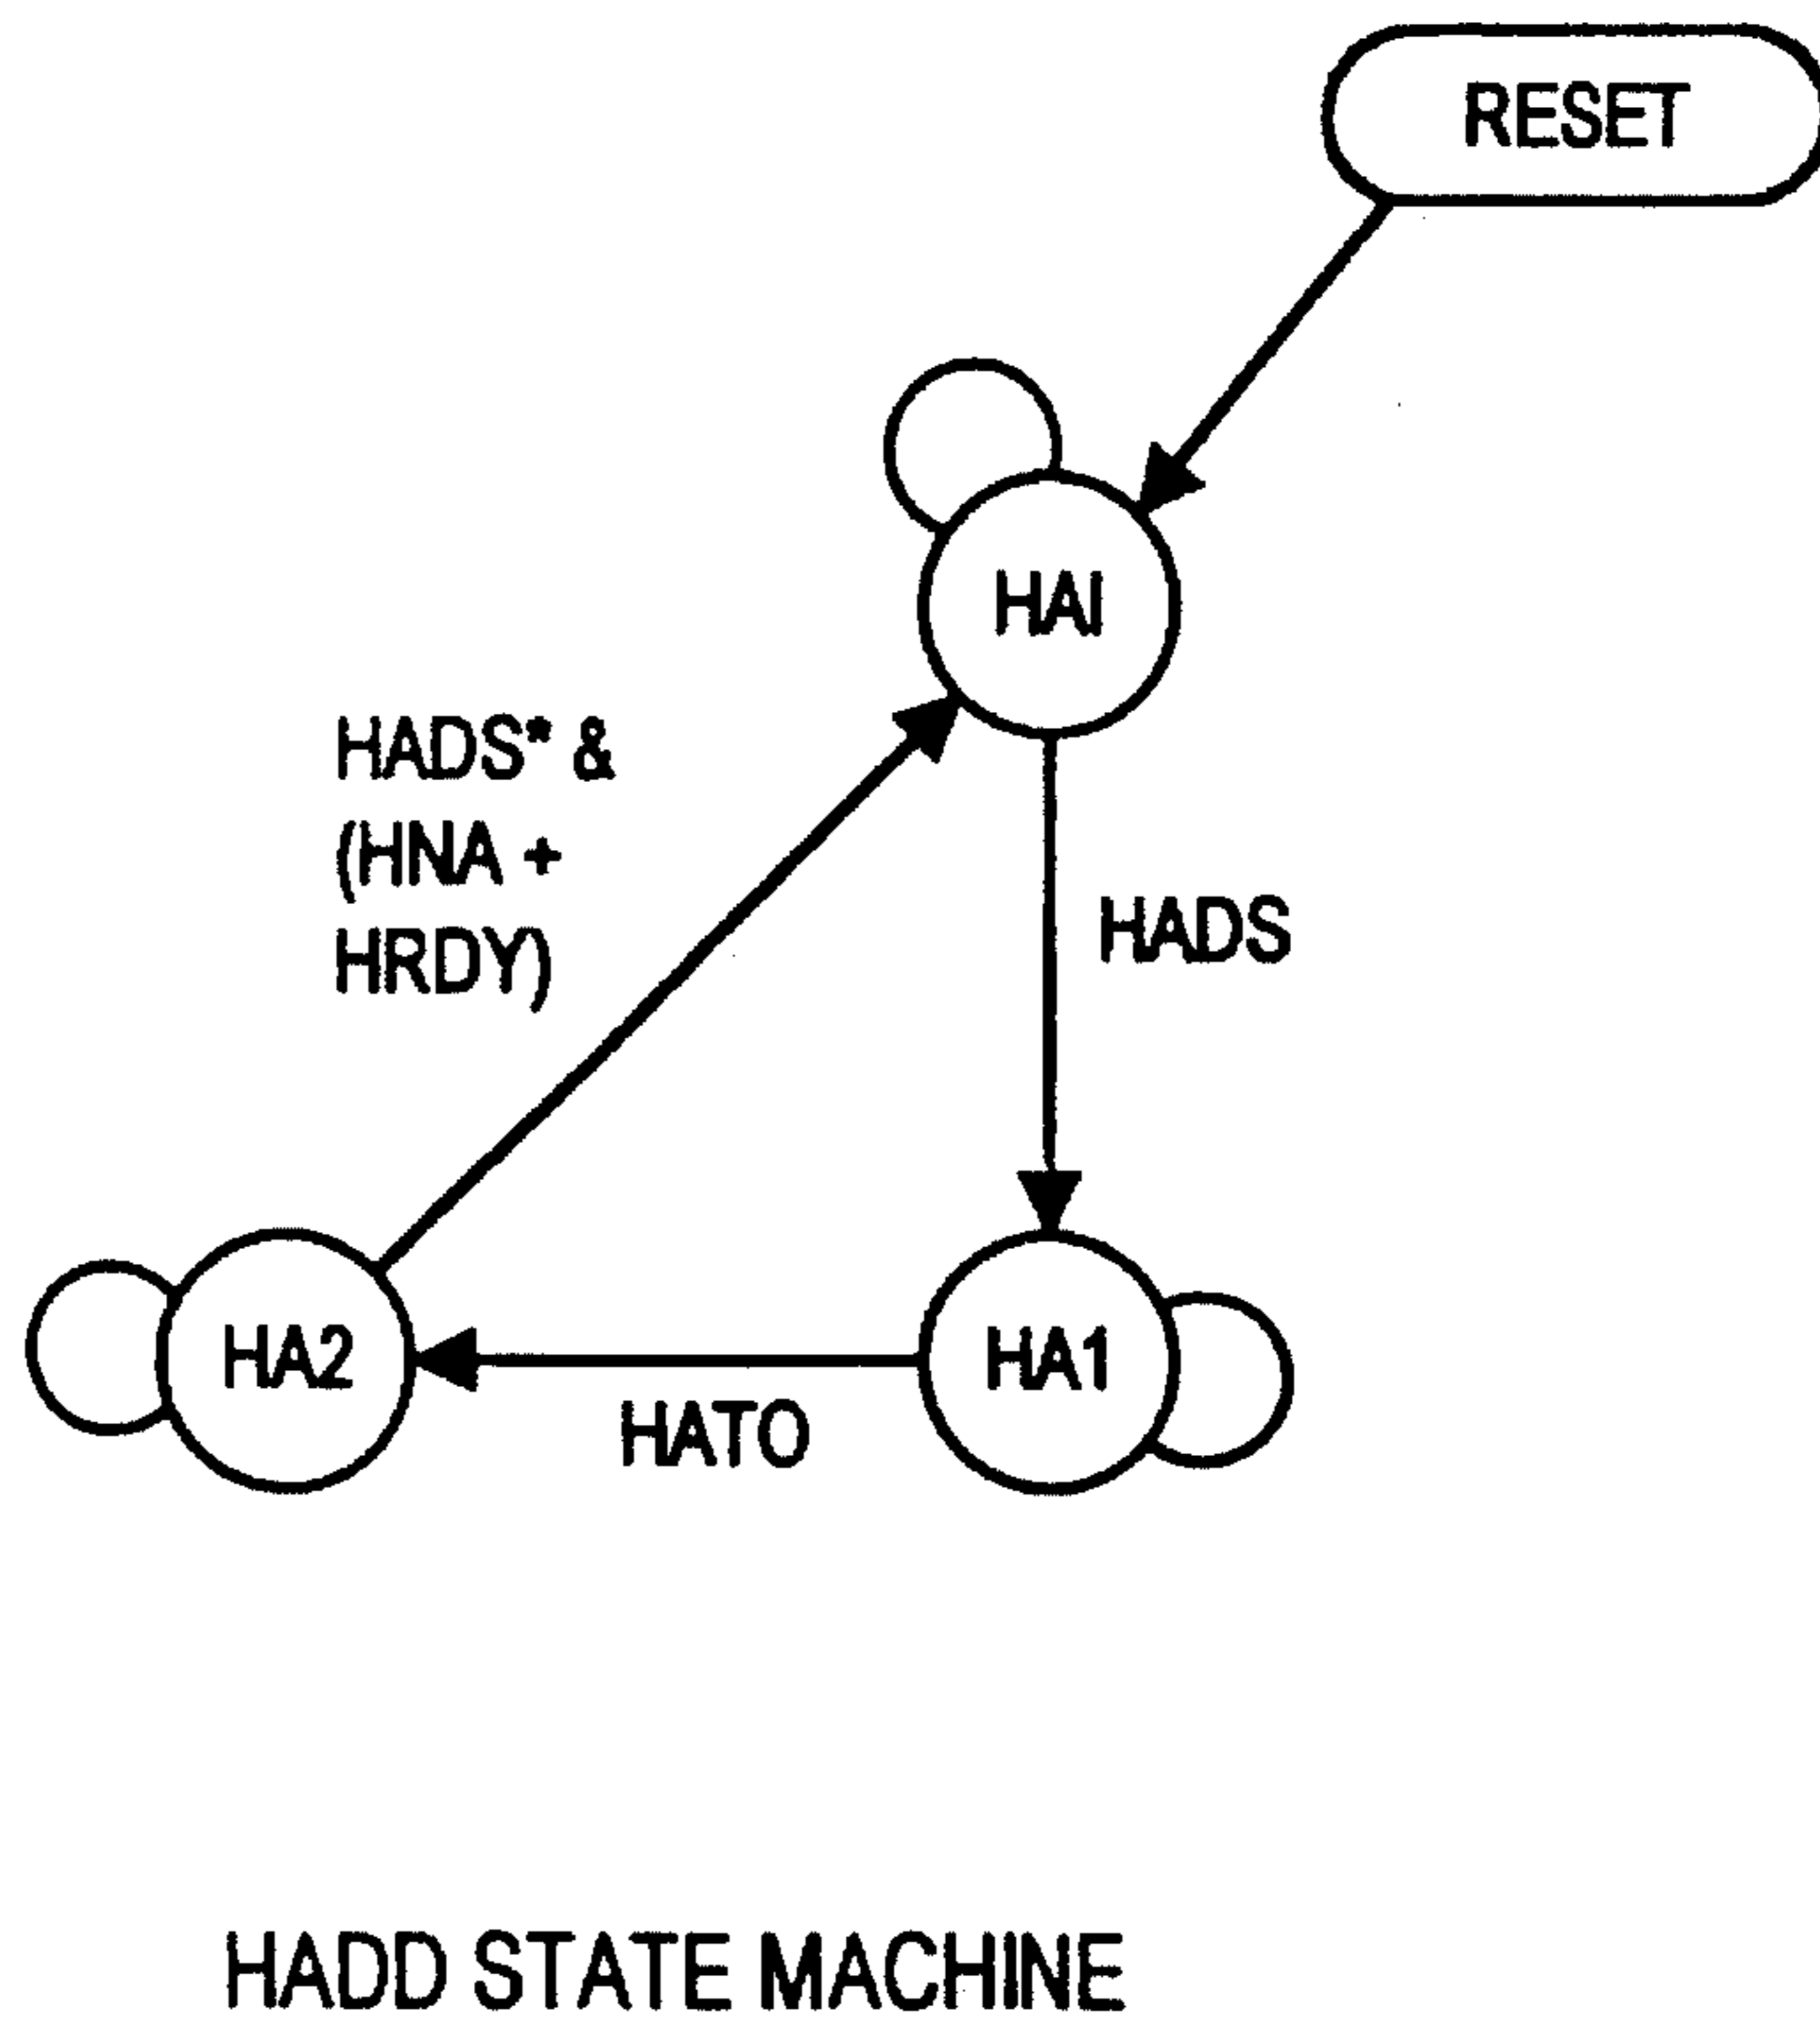 RESET
HAI
HADS* &
(HNA +
HRDY)
HADS
HA2
HA1
HATO
HADD STATE MACHINE